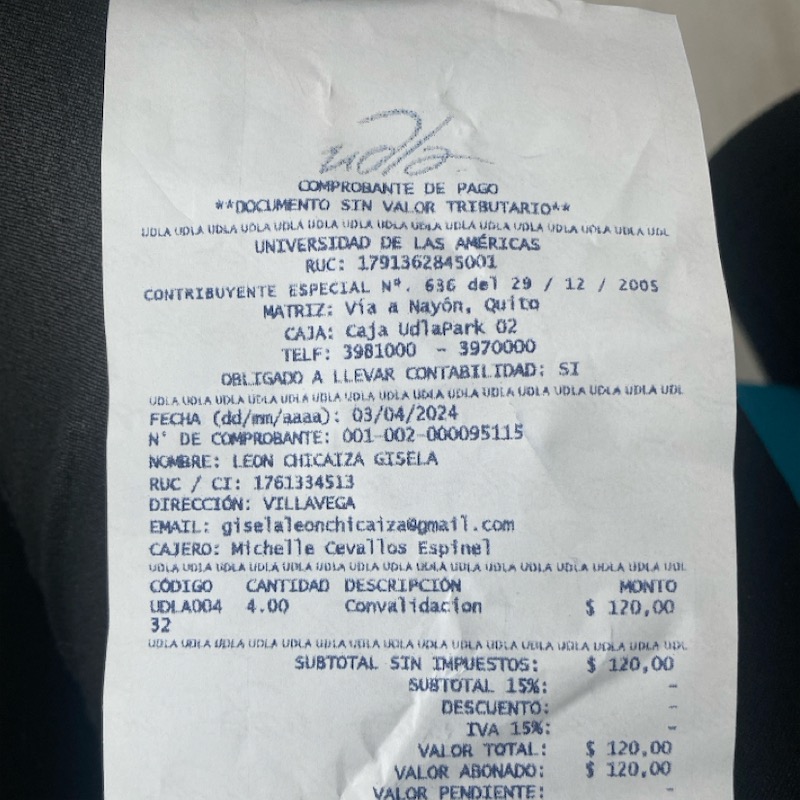 udla
COMPROBANTE DE PAGO
**DOCUMENTO SIN VALOR TRIBUTARIO**
UDLA UDLA UDLA UDLA UDLA UDLA UDLA UDLA UDLA UDLA UDLA UDLA UDLA UDLA UDLA UDL
UNIVERSIDAD DE LAS AMÉRICAS
RUC: 1791362845001
CONTRIBUYENTE ESPECIAL Nª. 636 del 29 / 12 / 2005
MATRIZ: Vía a Nayón, Quito
CAJA: Caja UdlaPark 02
TELF: 3981000 - 3970000
OBLIGADO A LLEVAR CONTABILIDAD: SI
UDLA UDLA UDLA UDLA UDLA UDLA UDLA UDLA UDLA UDLA UDLA UDLA UDLA UDLA UDLA UDL
FECHA (dd/mm/aaaa): 03/04/2024
N° DE COMPROBANTE: 001-002-000095115
NOMBRE: LEON CHICAIZA GISELA
RUC / CI: 1761334513
DIRECCIÓN: VILLAVEGA
EMAIL: giselaleonchicaiza@gmail.com
CAJERO: Michelle Cevallos Espinel
UDLA UDLA UDLA UDLA UDLA UDLA UDLA UDLA UDLA UDLA UDLA UDLA UDLA UDLA UDLA UDL
CÓDIGO CANTIDAD DESCRIPCIÓN MONTO
UDLA004 4.00 Convalidacion $ 120,00
32
UDLA UDLA UDLA UDLA UDLA UDLA UDLA UDLA UDLA UDLA UDLA UDLA UDLA UDLA UDLA UDL
SUBTOTAL SIN IMPUESTOS: $ 120,00
SUBTOTAL 15%: -
DESCUENTO: -
IVA 15%: -
VALOR TOTAL: $ 120,00
VALOR ABONADO: $ 120,00
VALOR PENDIENTE: -